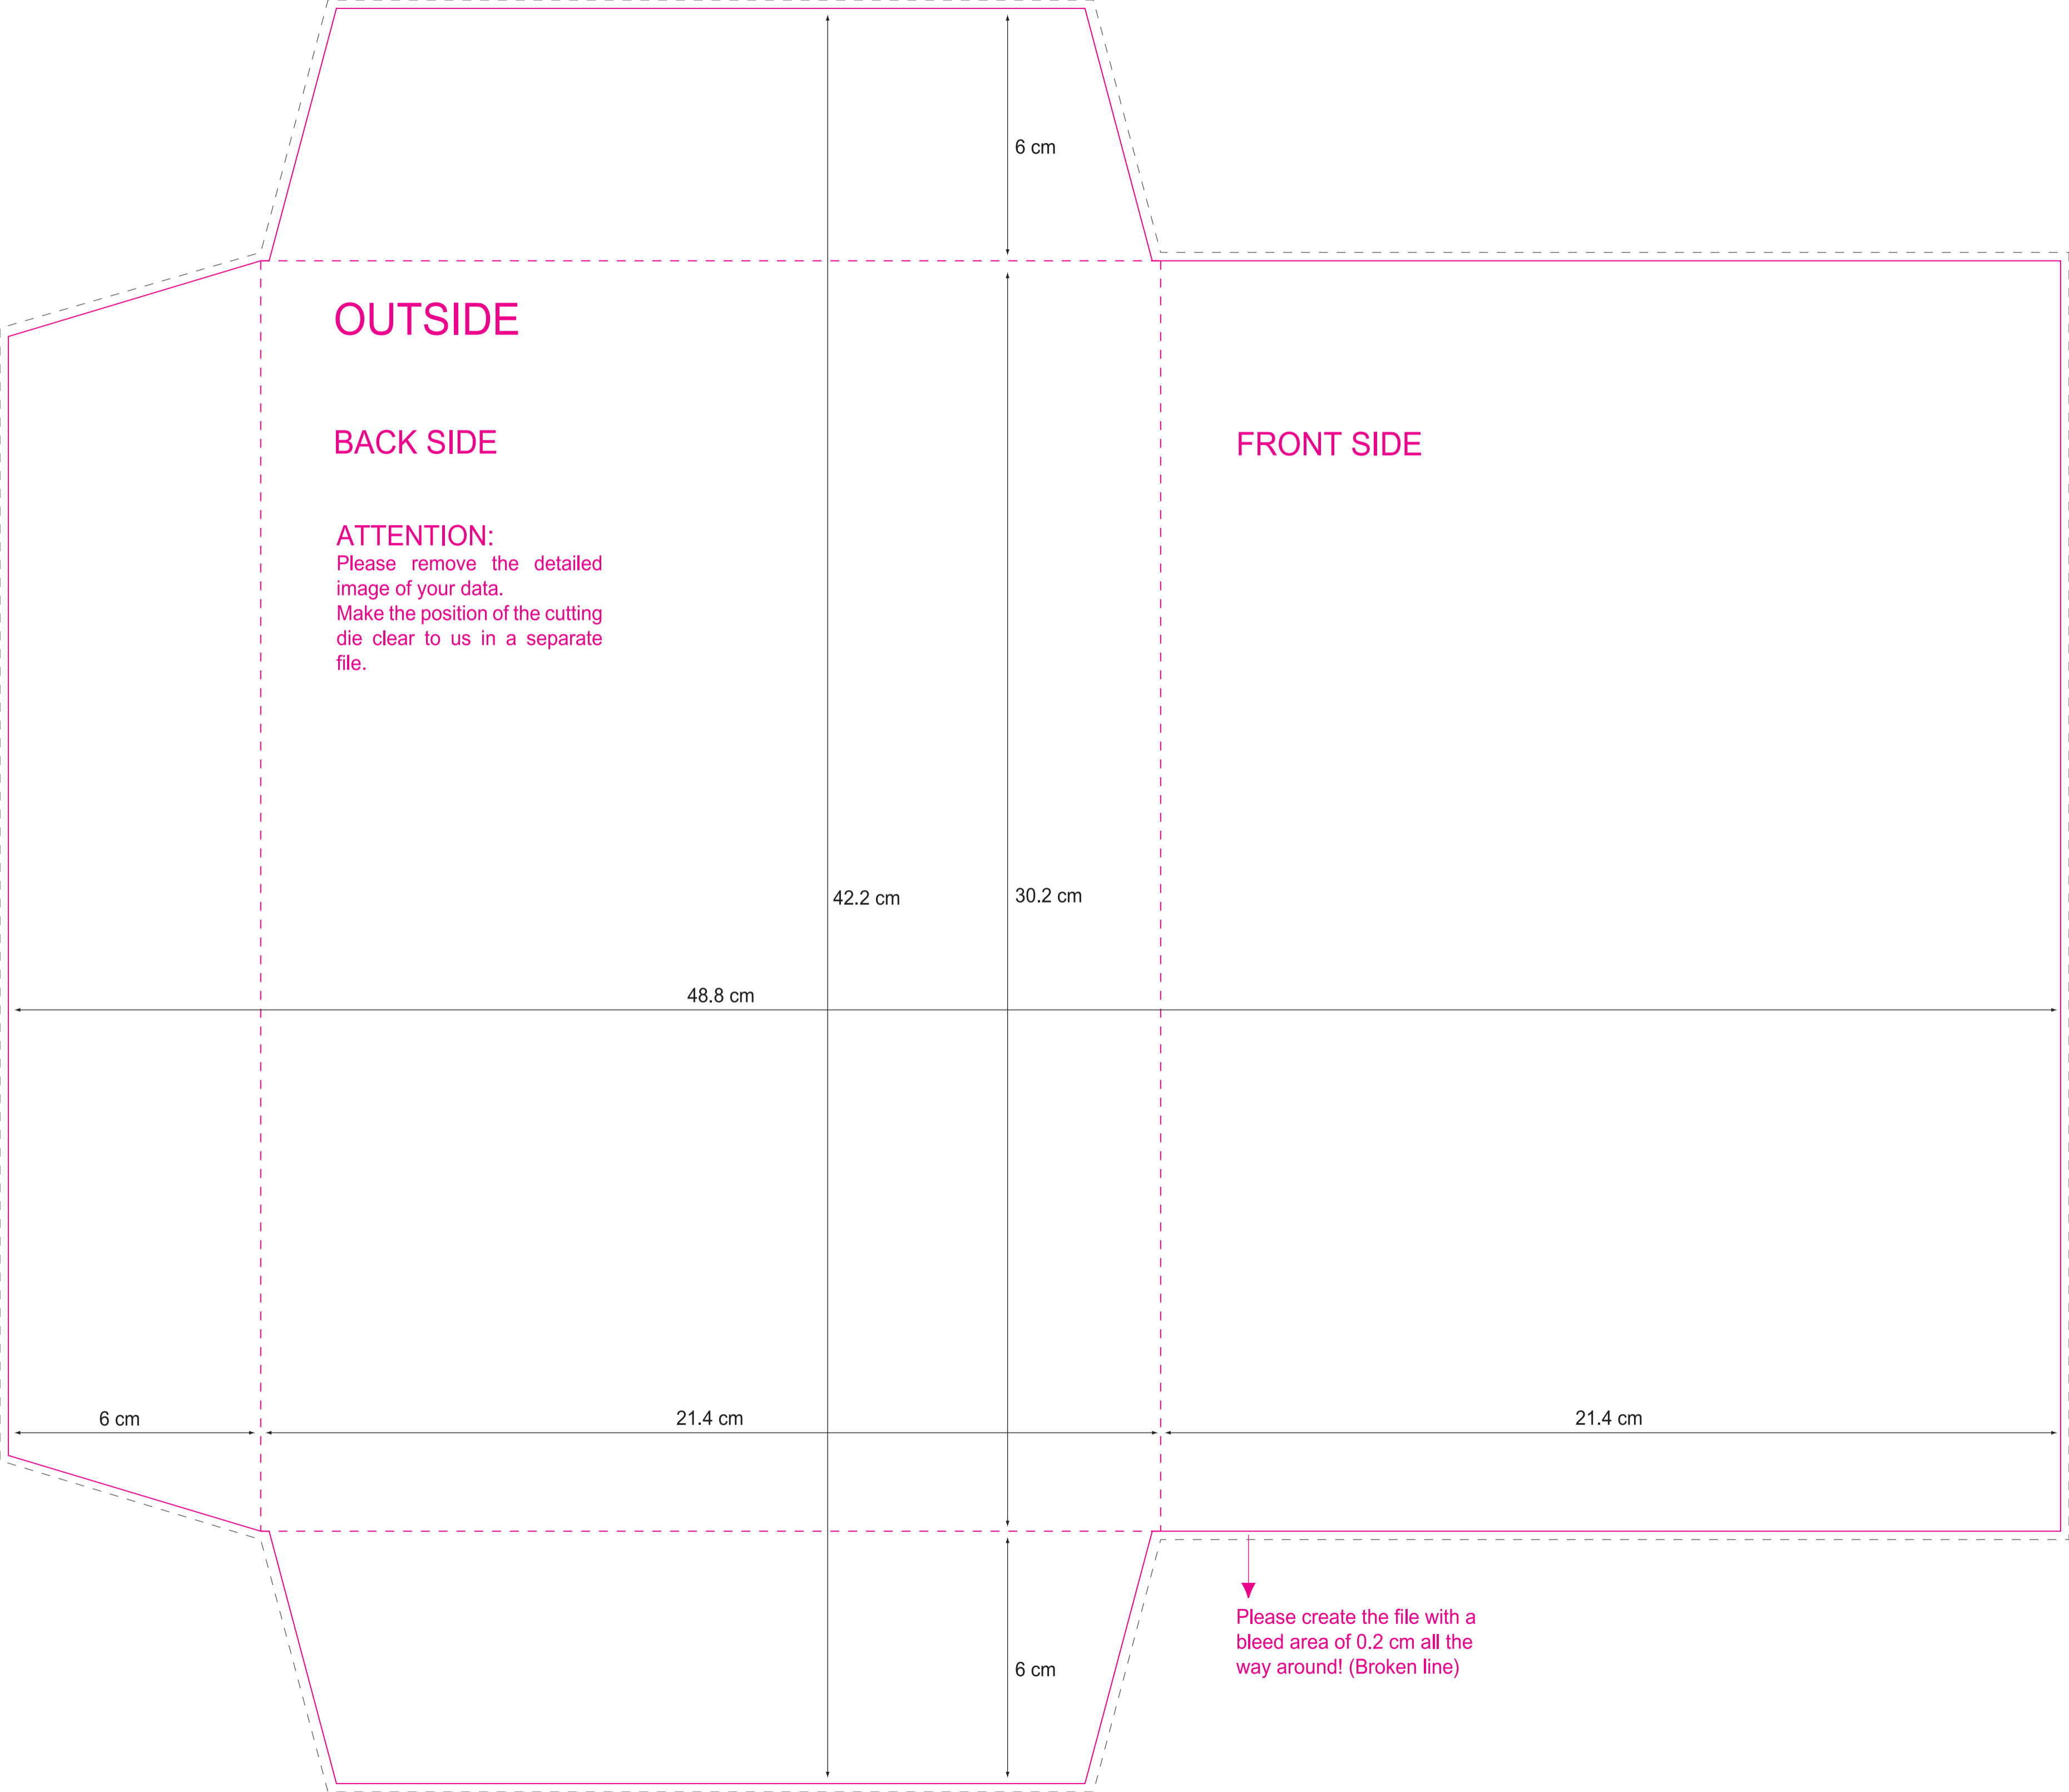 6 cm
OUTSIDE
BACK SIDE
FRONT SIDE
ATTENTION:
Please remove the detailed
image of your data.
Make the position of the cutting
die clear to us in a separate
file.
42.2 cm
30.2 cm
48.8 cm
6 cm
21.4 cm
21.4 cm
Please create the file with a
bleed area of 0.2 cm all the
way around! (Broken line)
6 cm